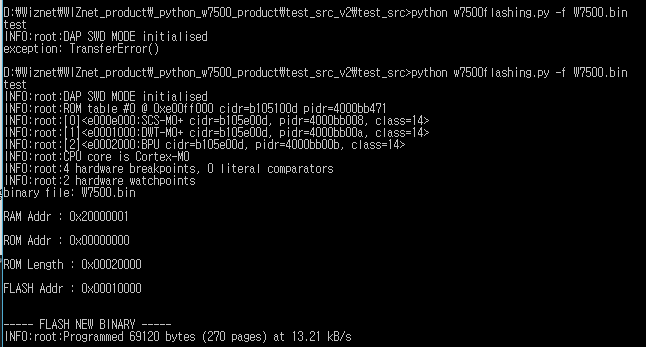 D:₩Wiznet₩WIZnet_product₩_python_w7500_product₩test_src_v2₩test_src>python w7500flashing.py -f W7500.bin
test
INFO:root:DAP SWD MODE initialised
exception: TransferError()
D:₩Wiznet₩WIZnet_product₩_python_w7500_product₩test_src_v2₩test_src>python w7500flashing.py -f W7500.bin
test
INFO:root:DAP SWD MODE initialised
INFO:root:ROM table #0 @ 0xe00ff000 cidr=b105100d pidr=4000bb471
INFO:root:[0]<e000e000:SCS-M0+ cidr=b105e00d, pidr=4000bb008, class=14>
INFO:root:[1]<e0001000:DWT-M0+ cidr=b105e00d, pidr=4000bb00a, class=14>
INFO:root:[2]<e0002000:BPU cidr=b105e00d, pidr=4000bb00b, class=14>
INFO:root:CPU core is Cortex-M0
INFO:root:4 hardware breakpoints, 0 literal comparators
INFO:root:2 hardware watchpoints
binary file: W7500.bin
RAM Addr : 0x20000001
ROM Addr : 0x00000000
ROM Length : 0x00020000
FLASH Addr : 0x00010000
----- FLASH NEW BINARY -----
INFO:root:Programmed 69120 bytes (270 pages) at 13.21 kB/s